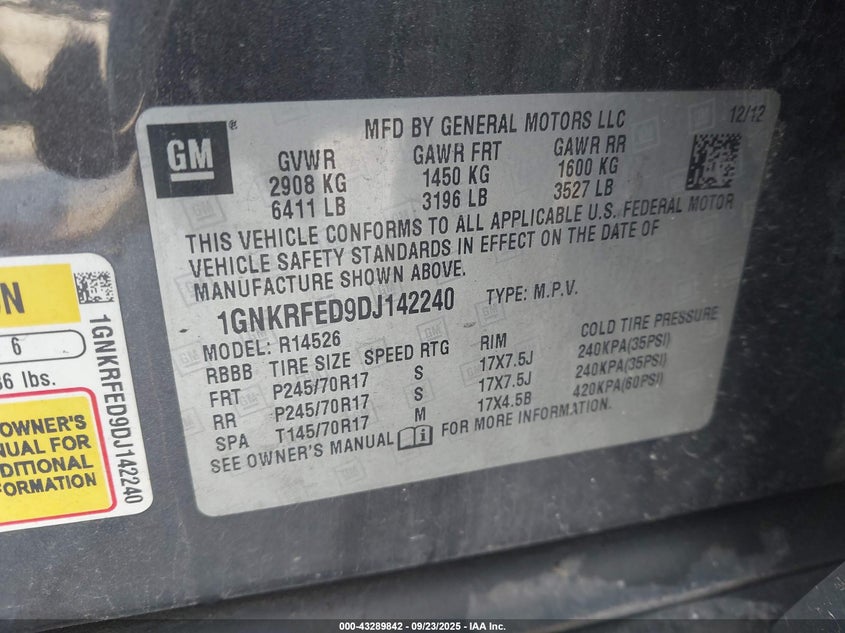 GM
®
MFD BY GENERAL MOTORS LLC
12/12
GVWR GAWR FRT GAWR RR
2908 KG 1450 KG 1600 KG
6411 LB 3196 LB 3527 LB
THIS VEHICLE CONFORMS TO ALL APPLICABLE U.S. FEDERAL MOTOR
VEHICLE SAFETY STANDARDS IN EFFECT ON THE DATE OF
MANUFACTURE SHOWN ABOVE.
1GNKRFED9DJ142240 TYPE: M.P.V.
MODEL: R14526
RBBB TIRE SIZE SPEED RTG RIM COLD TIRE PRESSURE
FRT P245/70R17 S 17X7.5J 240KPA(35PSI)
RR P245/70R17 S 17X7.5J 240KPA(35PSI)
SPA T145/70R17 M 17X4.5B 420KPA(60PSI)
SEE OWNER'S MANUAL FOR MORE INFORMATION.
6
lbs.
OWNER'S
FOR
1GNKRFED9DJ142240
000-43289842 - 09/23/2025 - IAA Inc.